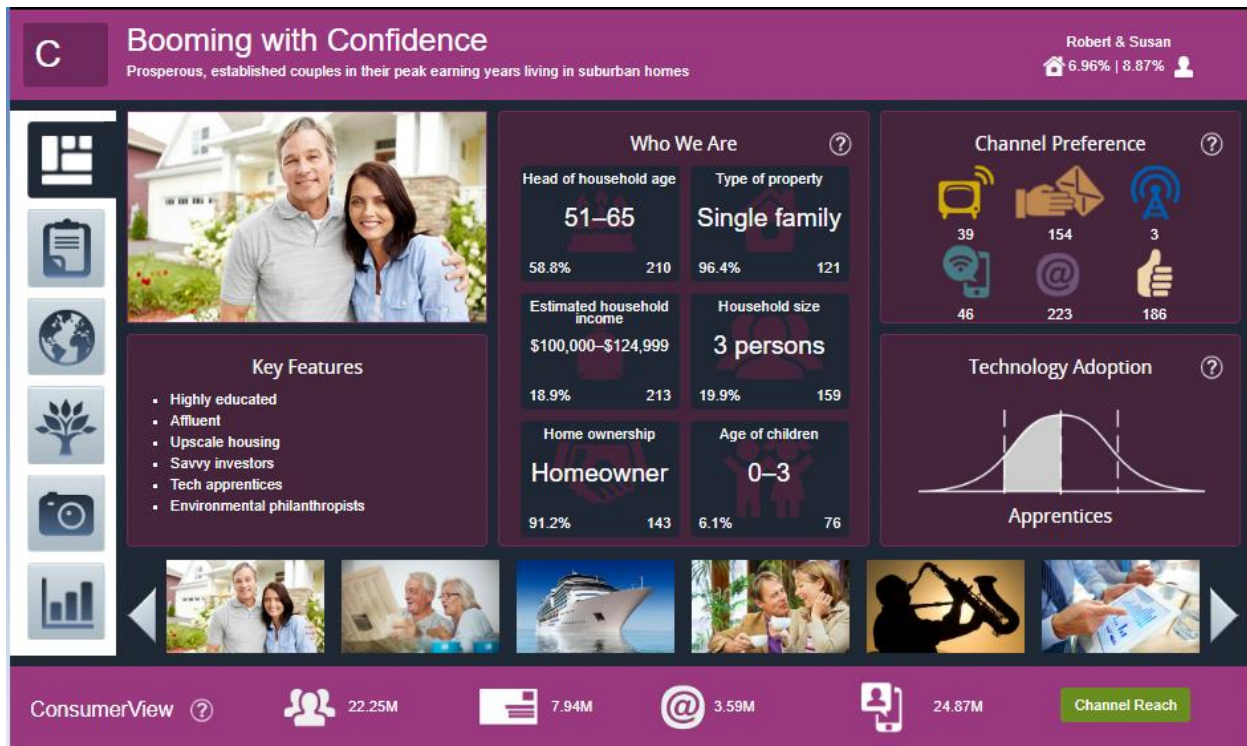 C
Booming with Confidence
Prosperous, established couples in their peak earning years living in suburban homes
Robert & Susan
6.96% | 8.87%
Key Features
Highly educated
Affluent
Upscale housing
Savvy investors
Tech apprentices
Environmental philanthropists
Who We Are
?
Head of household age
51–65
58.8% 210
Type of property
Single family
96.4% 121
Estimated household
income
$100,000–$124,999
18.9% 213
Household size
3 persons
19.9% 159
Home ownership
Homeowner
91.2% 143
Age of children
0–3
6.1% 76
Channel Preference
?
39 154 3
@
46 223 186
Technology Adoption
?
Apprentices
ConsumerView ?
22.25M
7.94M
@ 3.59M
24.87M
Channel Reach